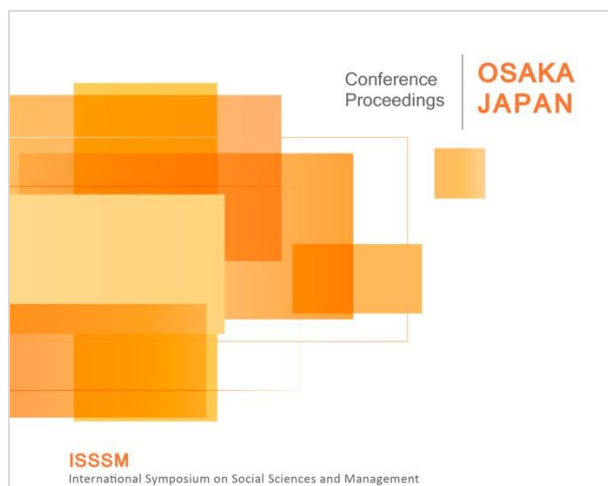 Conference
Proceedings
OSAKA
JAPAN
ISSSM
International Symposium on Social Sciences and Management